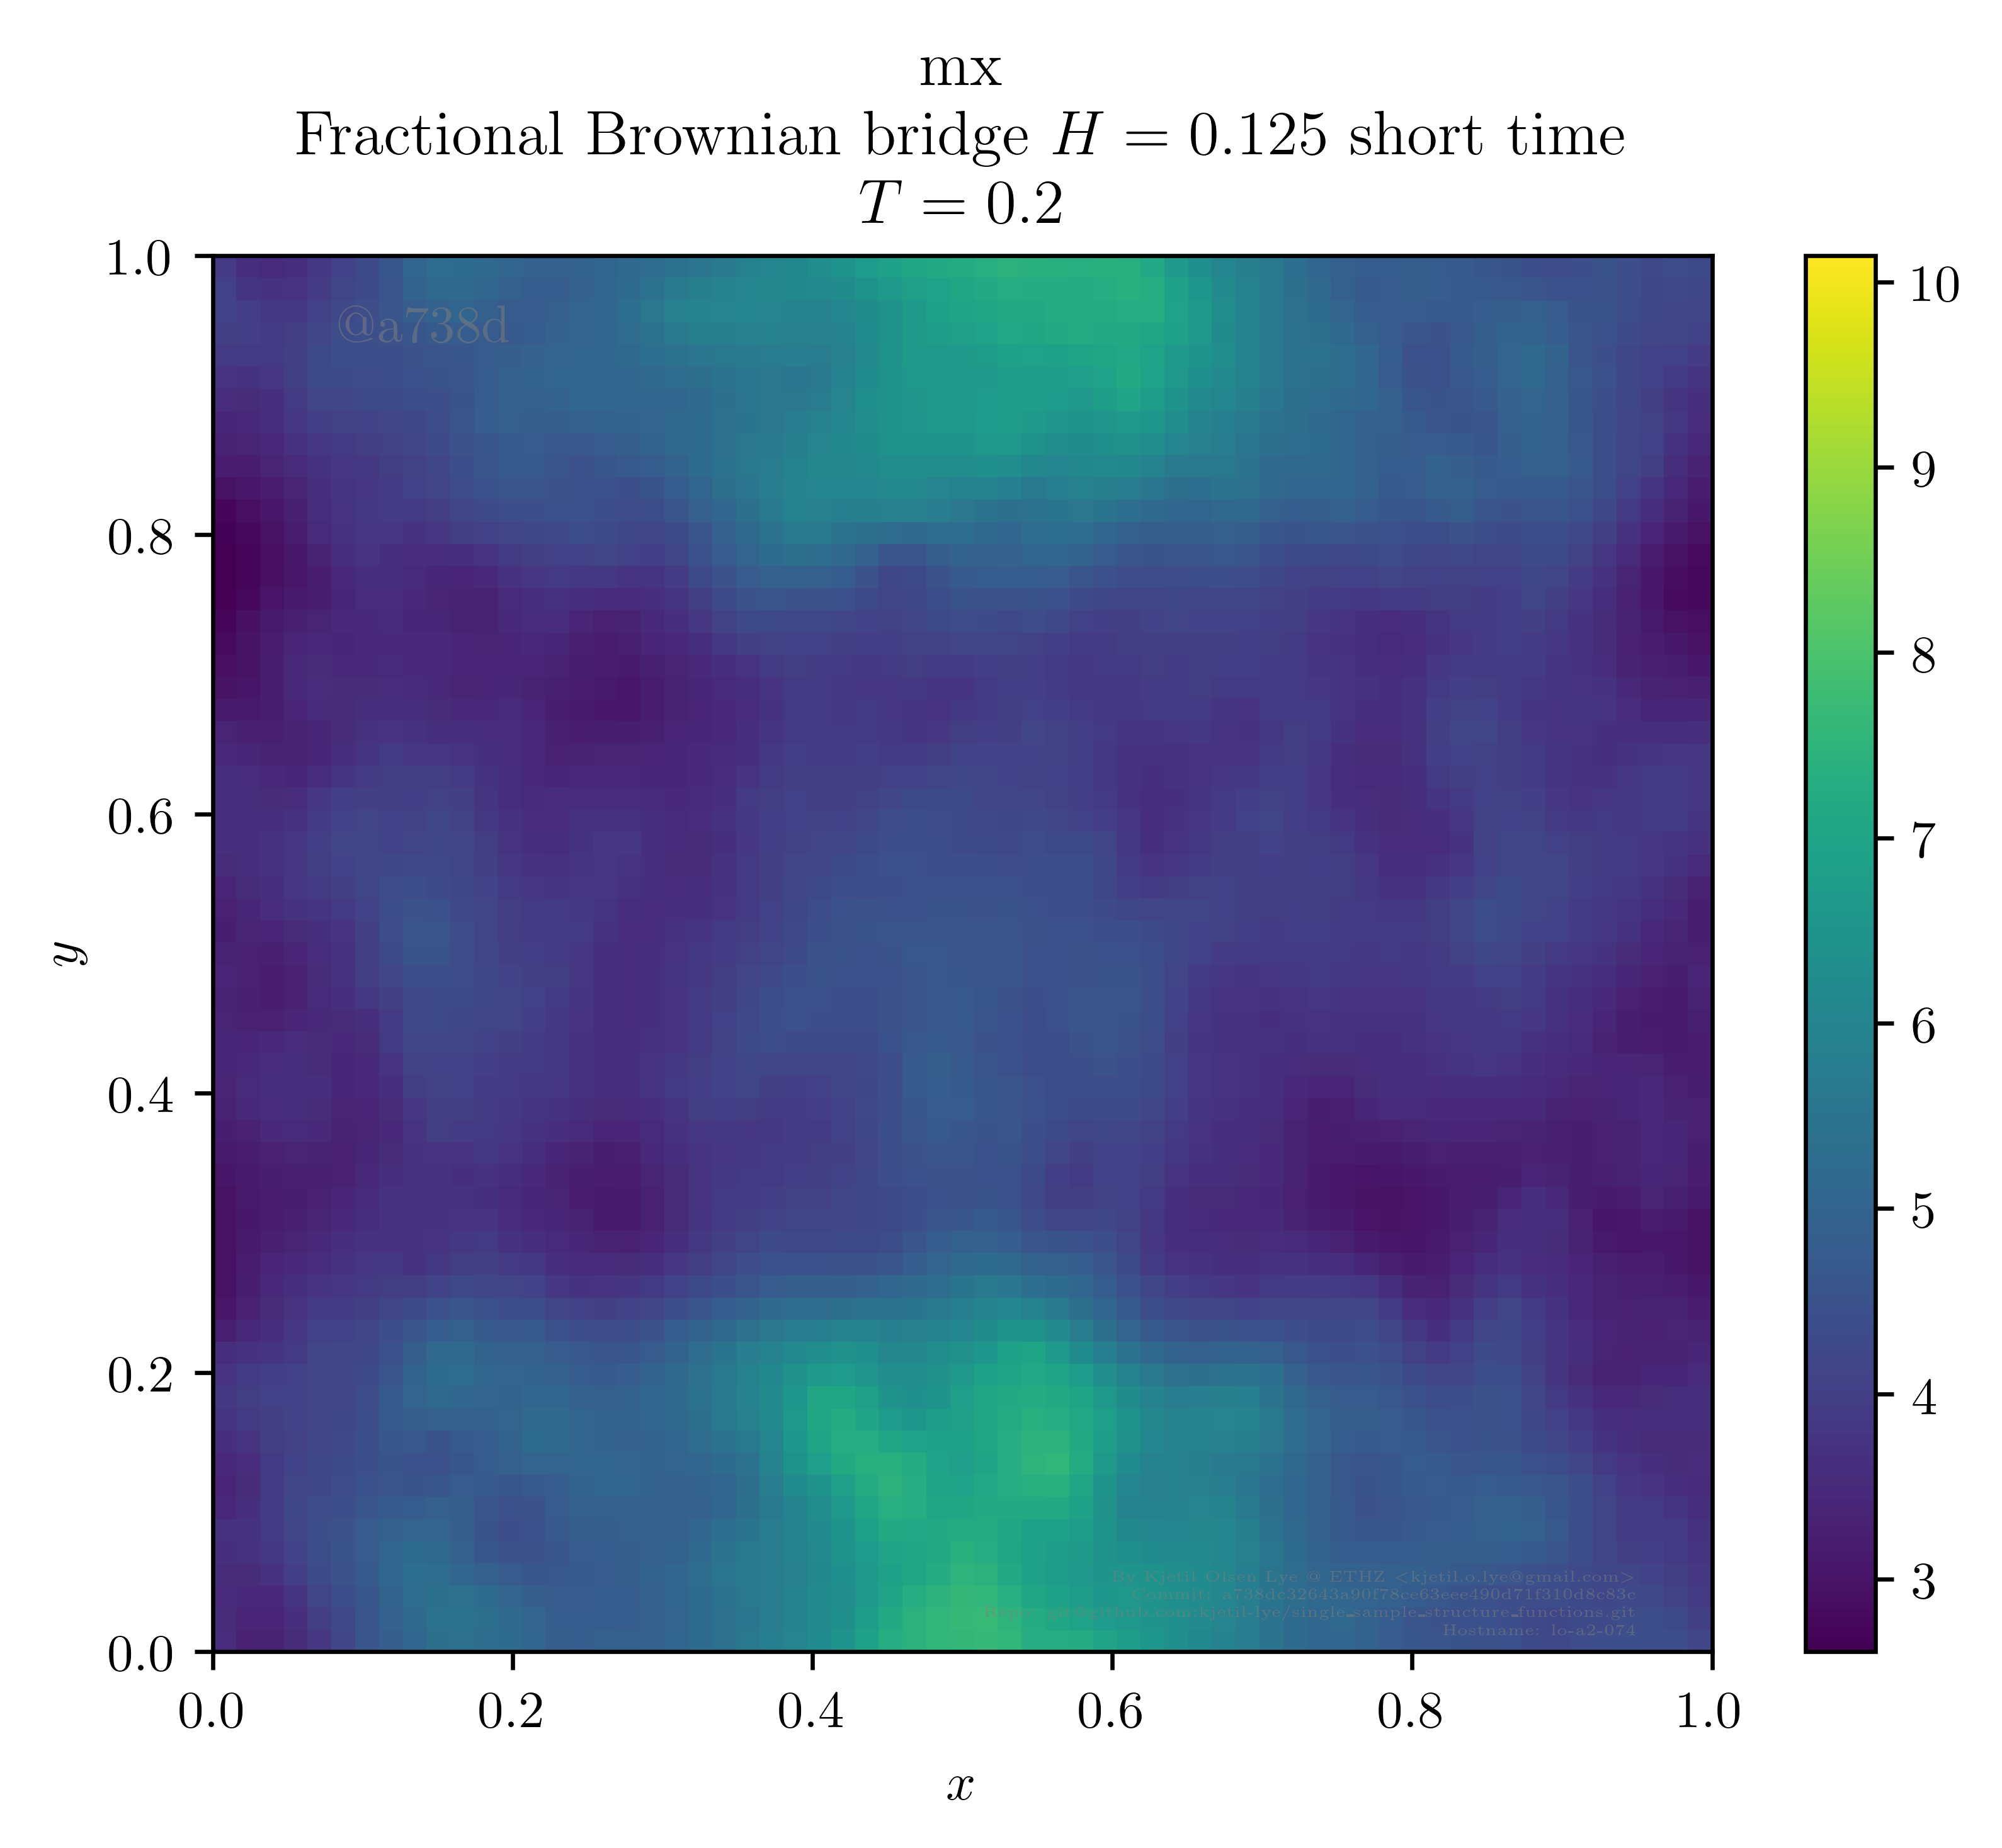 mx
Fractional Brownian bridge H = 0.125 short time
T = 0.2
@a738d
1.0
0.8
0.6
0.4
0.2
0.0
y
0.0 0.2 0.4 0.6 0.8 1.0
x
10
9
8
7
6
5
4
3
By Kjetil Olsen Lye @ ETHZ <kjetil.o.lye@gmail.com>
Commit: a738dc32643a90f78ce63eee490d71f310d8c83c
git@github.com:kjetil-lye/single_sample_structure_functions.git
Hostname: lo-a2-074